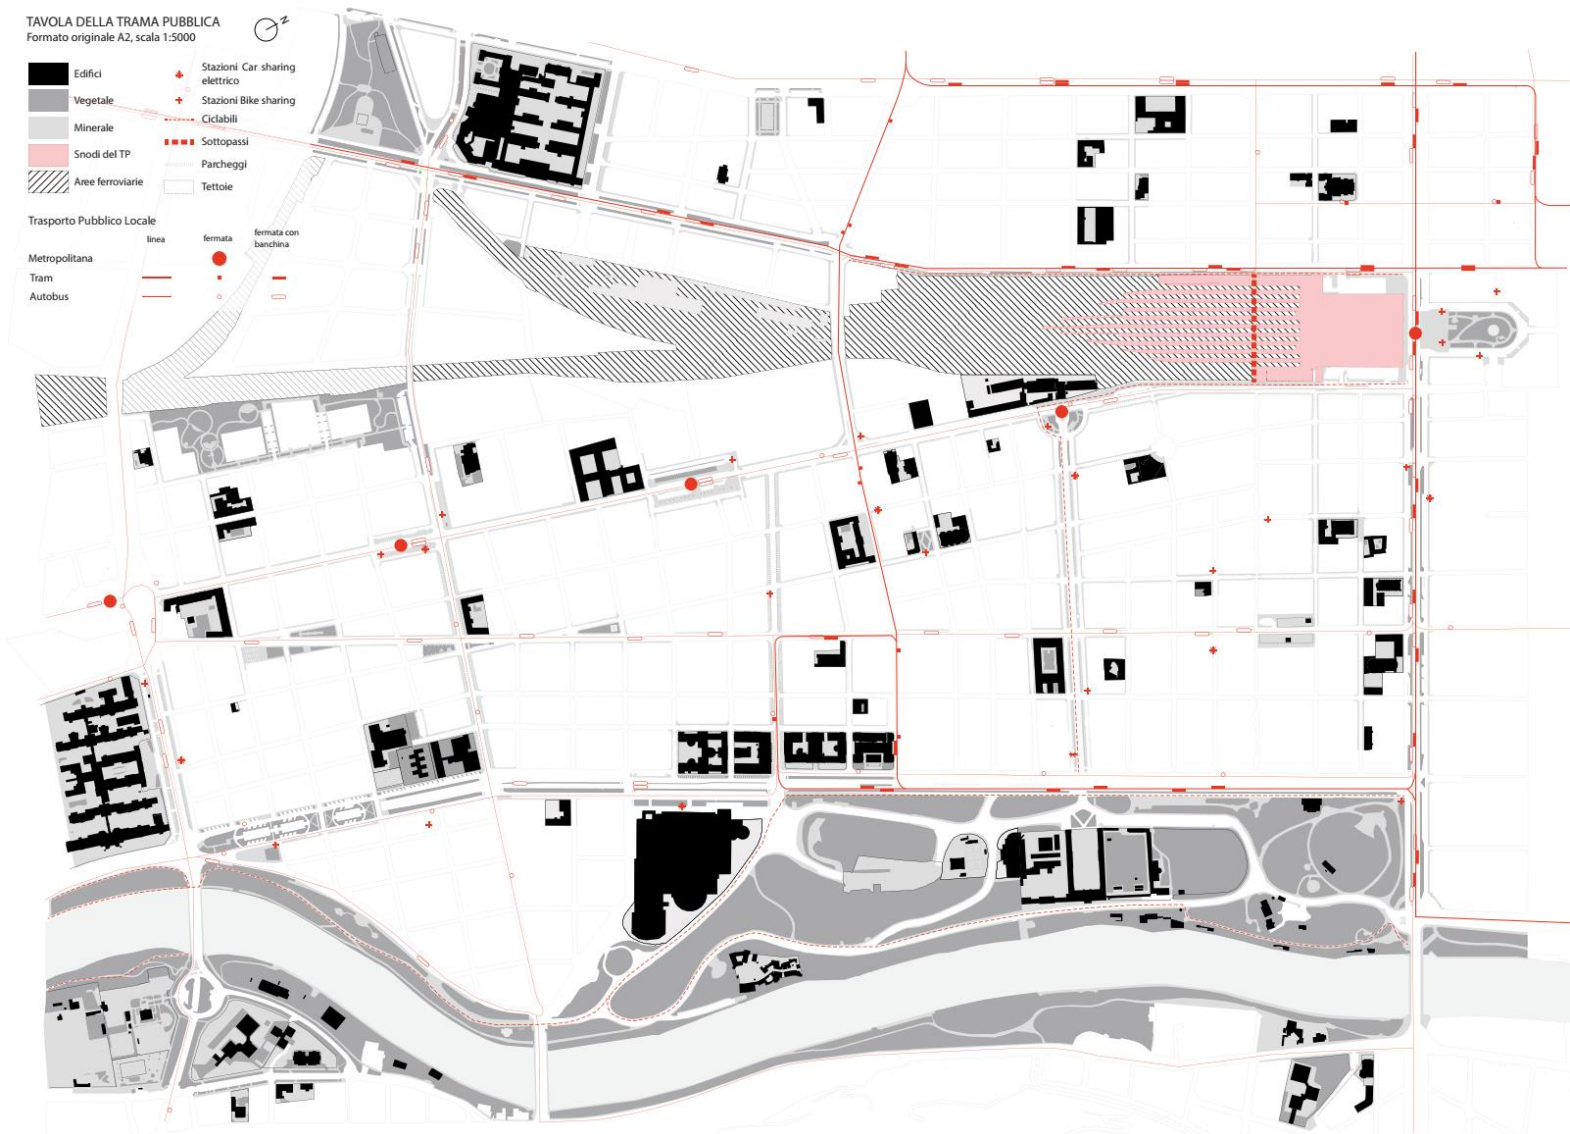 TAVOLA DELLA TRAMA PUBBLICA
Formato originale A2, scala 1:5000
N
Edifici
Vegetale
Minerale
Snodi del TP
Aree ferroviarie
Stazioni Car sharing
elettrico
Stazioni Bike sharing
Ciclabili
Sottopassi
Parcheggi
Tettoie
Trasporto Pubblico Locale
linea
fermata
fermata con
banchina
Metropolitana
Tram
Autobus